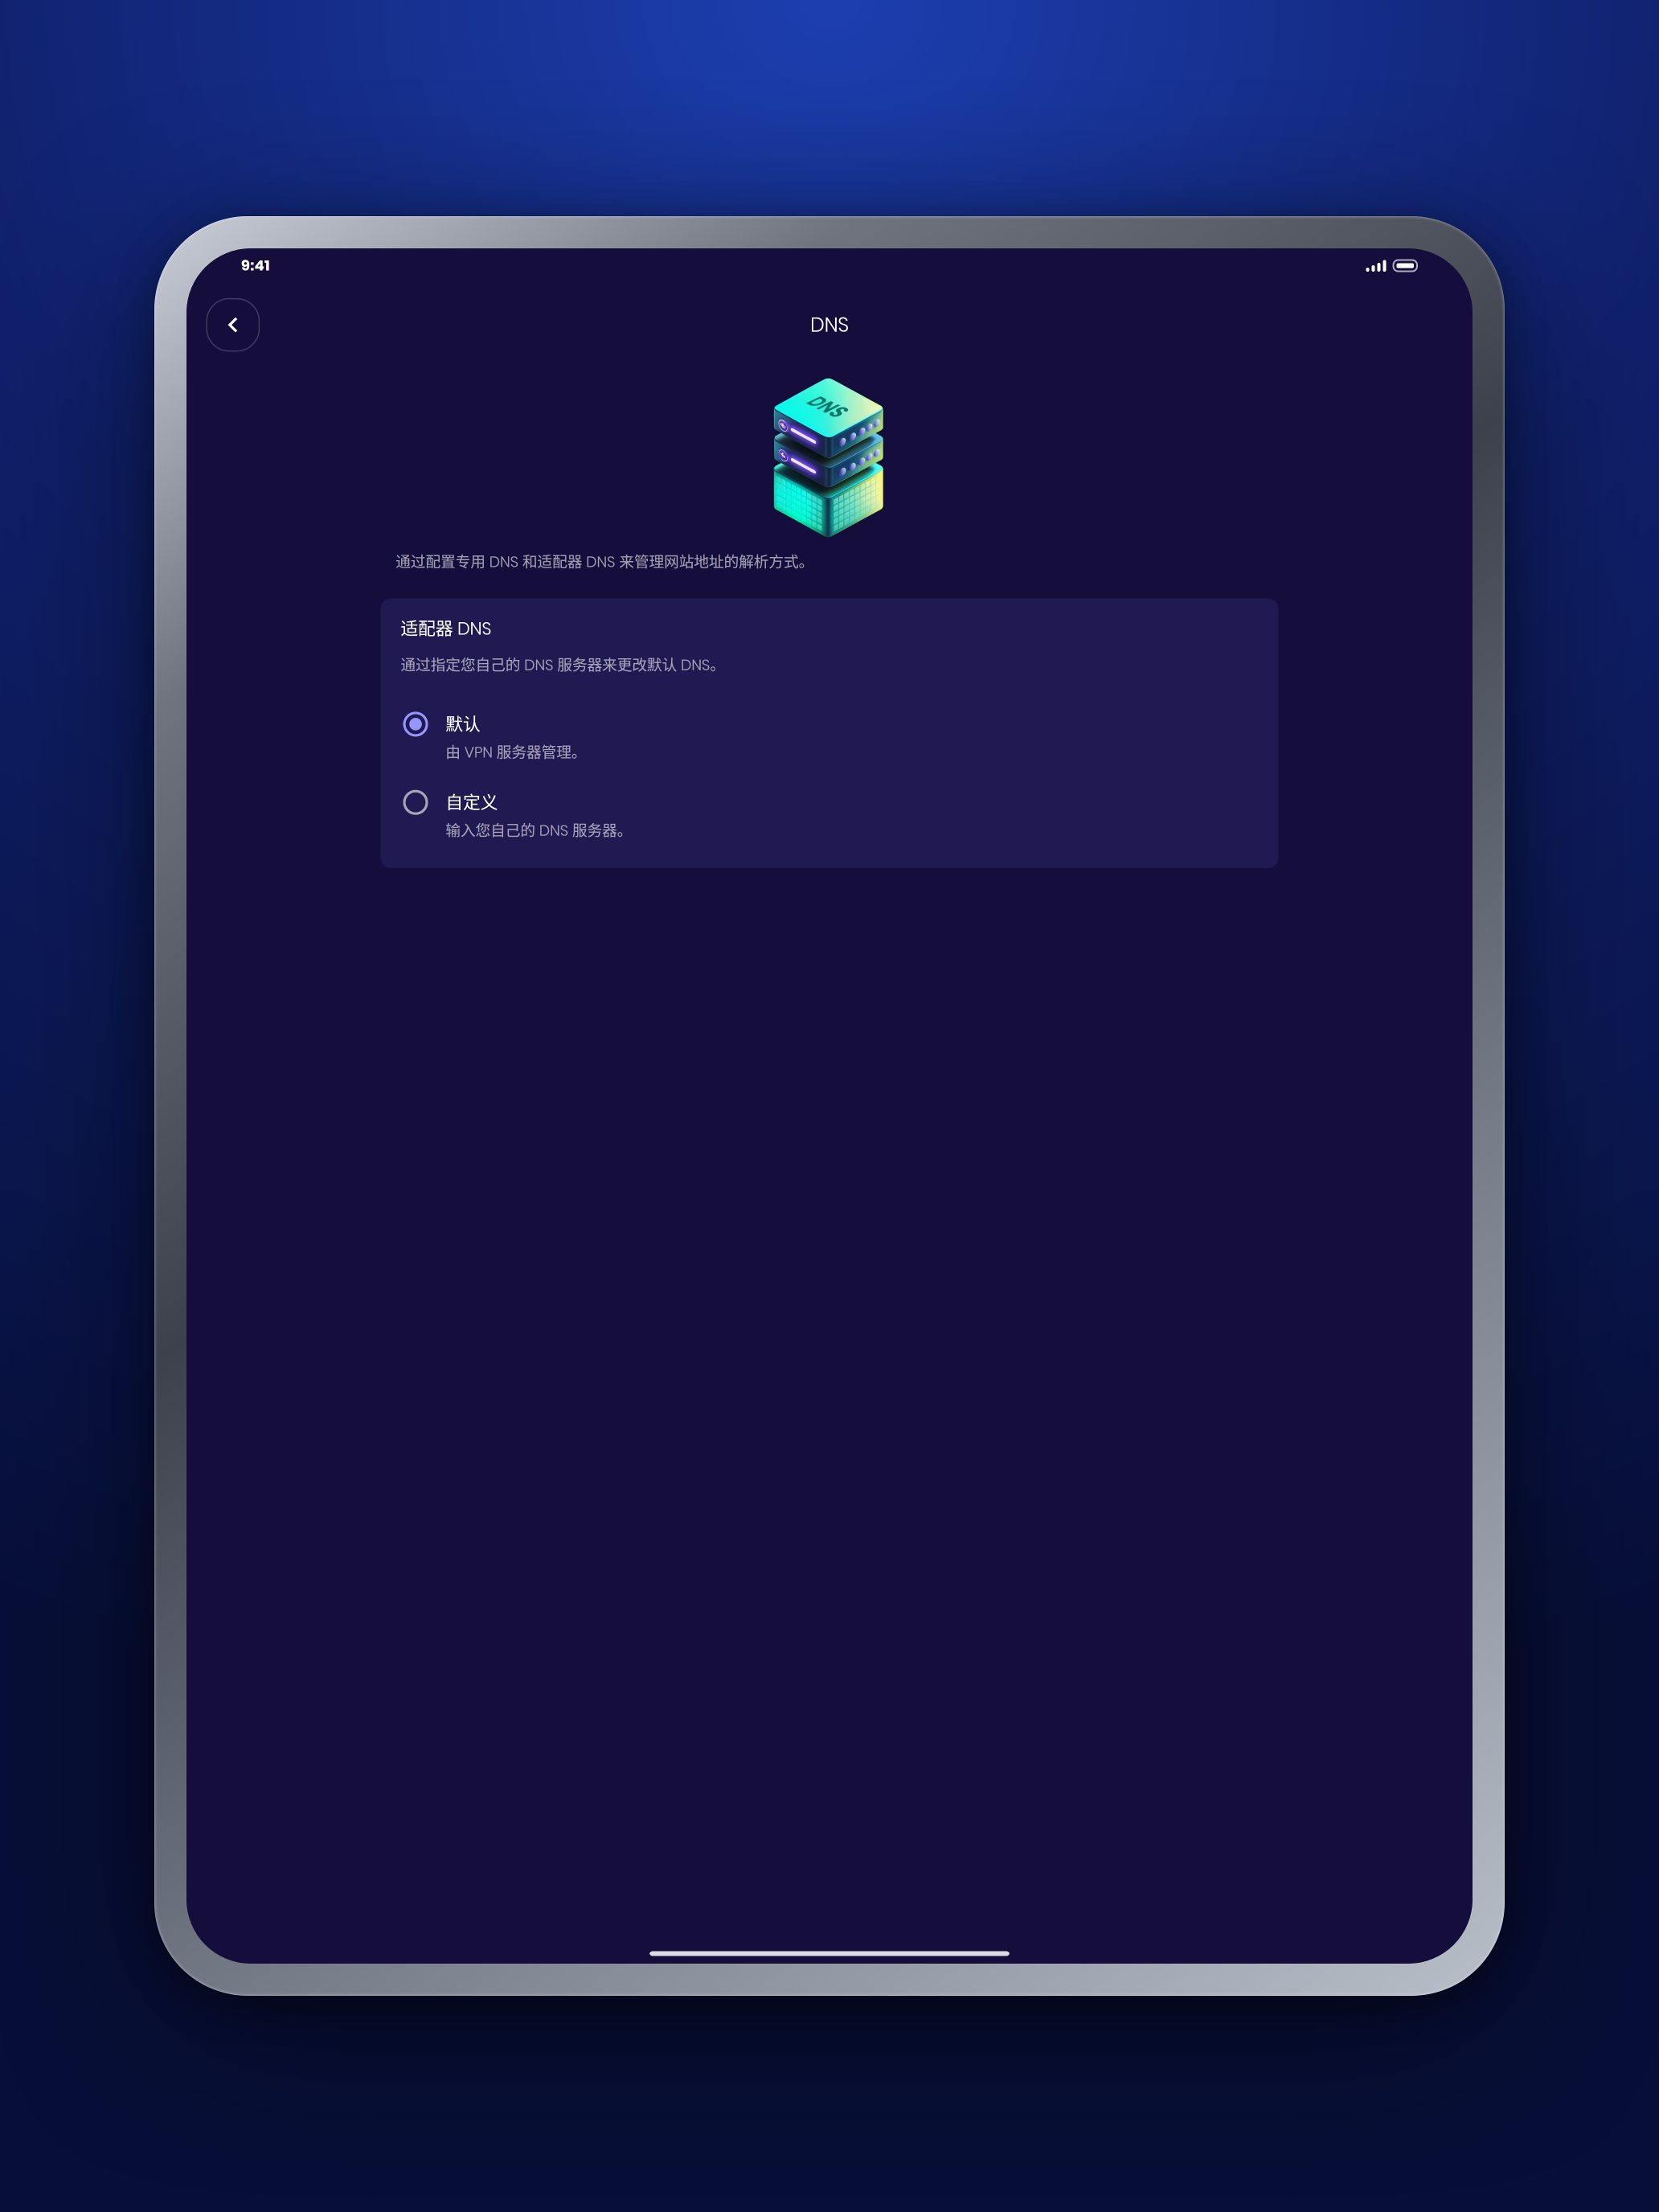 9:41
DNS
DNS
通过配置专用 DNS 和适配器 DNS 来管理网站地址的解析方式。
适配器 DNS
通过指定您自己的 DNS 服务器来更改默认 DNS。
默认
由 VPN 服务器管理。
自定义
输入您自己的 DNS 服务器。